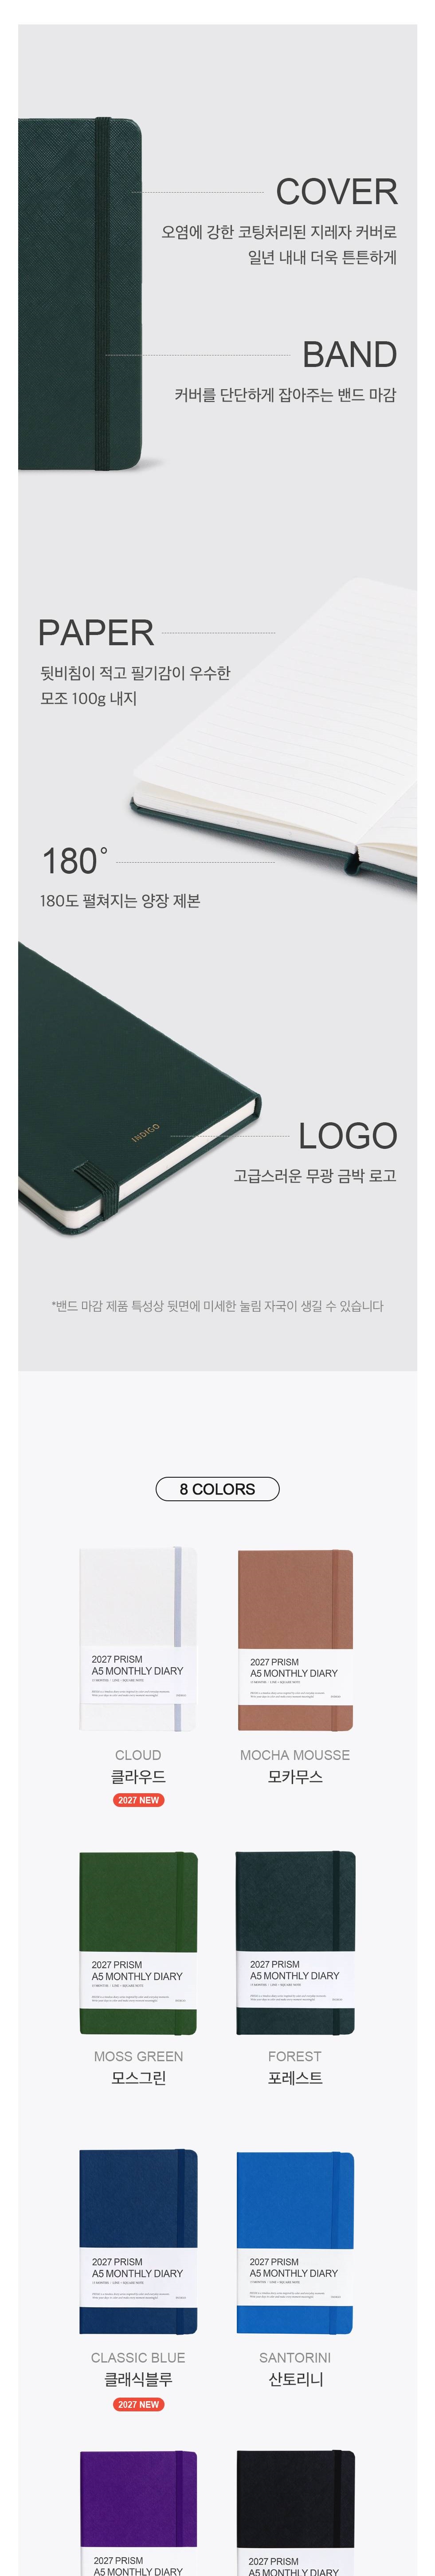 COVER
오염에 강한 코팅처리된 지레자 커버로
일년 내내 더욱 튼튼하게
BAND
커버를 단단하게 잡아주는 밴드 마감
PAPER
뒷비침이 적고 필기감이 우수한
모조 100g 내지
180°
180도 펼쳐지는 양장 제본
INDIGO
LOGO
고급스러운 무광 금박 로고
*밴드 마감 제품 특성상 뒷면에 미세한 눌림 자국이 생길 수 있습니다
8 COLORS
2027 PRISM
A5 MONTHLY DIARY
2027 PRISM
A5 MONTHLY DIARY
CLOUD
클라우드
2027 NEW
MOCHA MOUSSE
모카무스
2027 PRISM
A5 MONTHLY DIARY
2027 PRISM
A5 MONTHLY DIARY
MOSS GREEN
모스그린
FOREST
포레스트
2027 PRISM
A5 MONTHLY DIARY
2027 PRISM
A5 MONTHLY DIARY
CLASSIC BLUE
클래식블루
2027 NEW
SANTORINI
산토리니
2027 PRISM
A5 MONTHLY DIARY
2027 PRISM
A5 MONTHLY DIARY